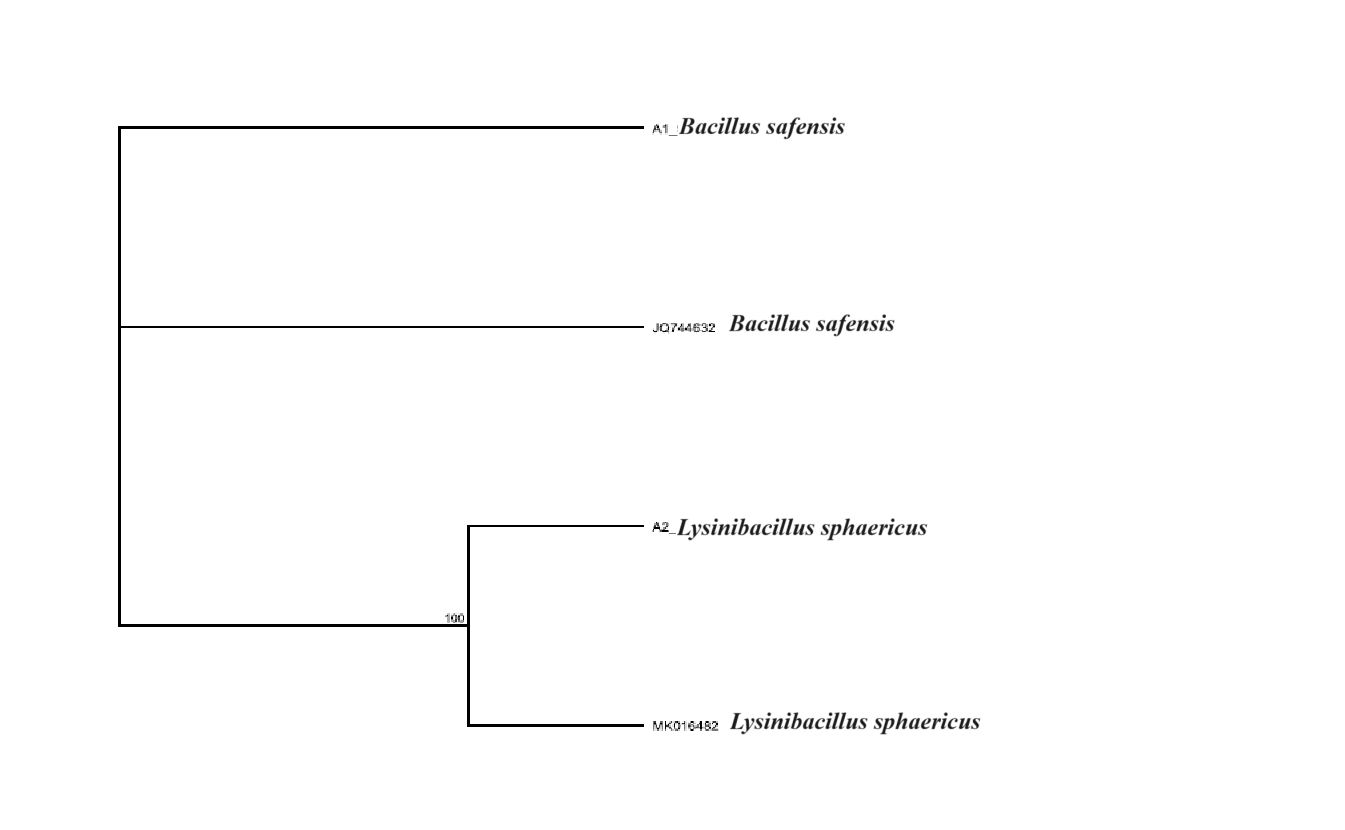 A1_Bacillus safensis
JQ744632 Bacillus safensis
A2_Lysinibacillus sphaericus
100
MK016482 Lysinibacillus sphaericus